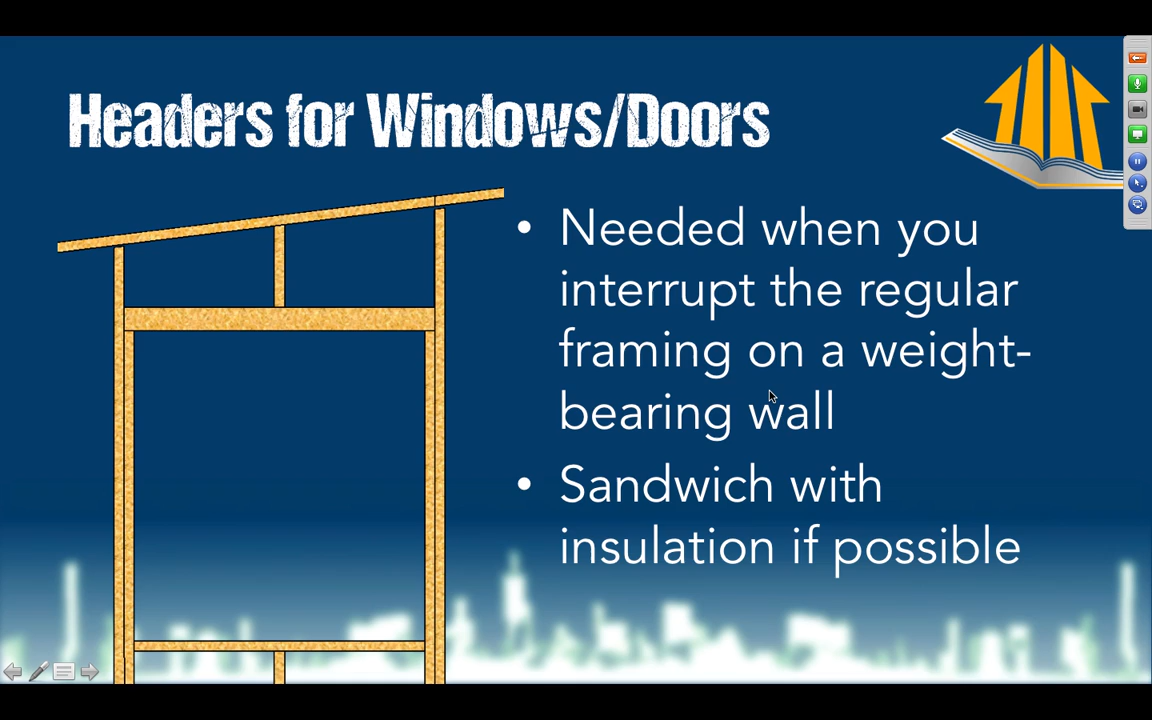 Headers for Windows/Doors
• Needed when you
interrupt the regular
framing on a weight-
bearing wall
• Sandwich with
insulation if possible